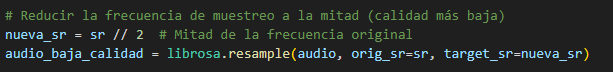 # Reducir la frecuencia de muestreo a la mitad (calidad más baja)
nueva_sr = sr // 2  # Mitad de la frecuencia original
audio_baja_calidad = librosa.resample(audio, orig_sr=sr, target_sr=nueva_sr)